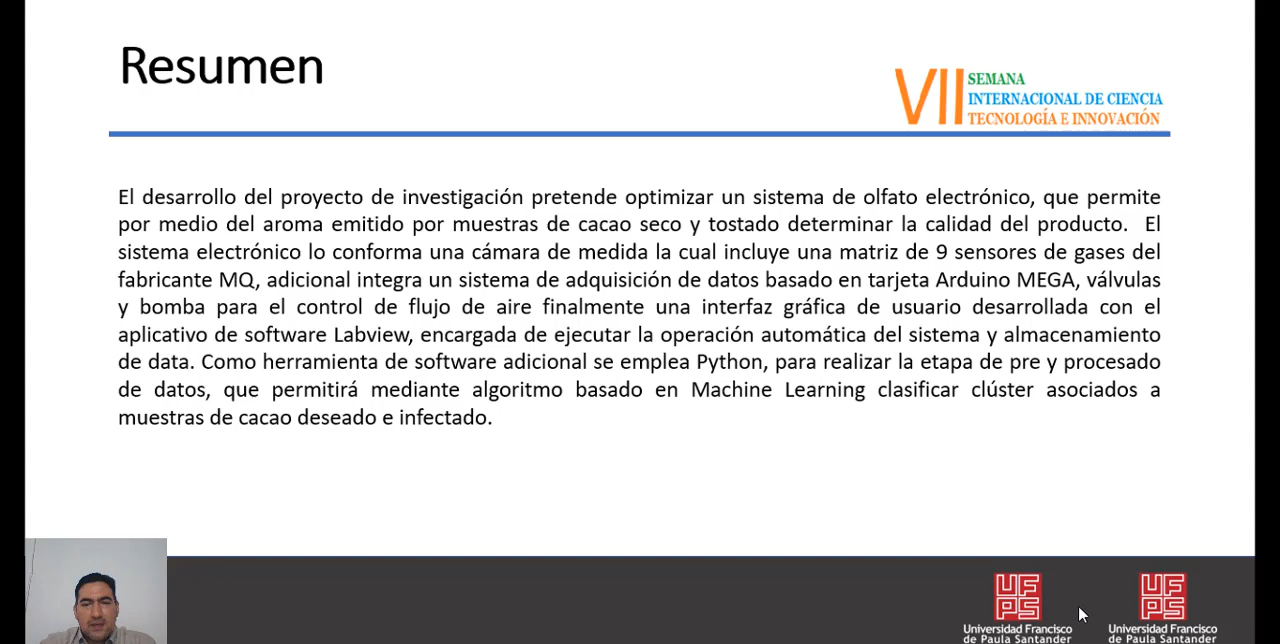 Resumen
VII SEMANA
INTERNACIONAL DE CIENCIA
TECNOLOGÍA E INNOVACIÓN
El desarrollo del proyecto de investigación pretende optimizar un sistema de olfato electrónico, que permite
por medio del aroma emitido por muestras de cacao seco y tostado determinar la calidad del producto. El
sistema electrónico lo conforma una cámara de medida la cual incluye una matriz de 9 sensores de gases del
fabricante MQ, adicional integra un sistema de adquisición de datos basado en tarjeta Arduino MEGA, válvulas
y bomba para el control de flujo de aire finalmente una interfaz gráfica de usuario desarrollada con el
aplicativo de software Labview, encargada de ejecutar la operación automática del sistema y almacenamiento
de data. Como herramienta de software adicional se emplea Python, para realizar la etapa de pre y procesado
de datos, que permitirá mediante algoritmo basado en Machine Learning clasificar clúster asociados a
muestras de cacao deseado e infectado.
UF
PS
Universidad Francisco
de Paula Santander
UF
PS
Universidad Francisco
de Paula Santander